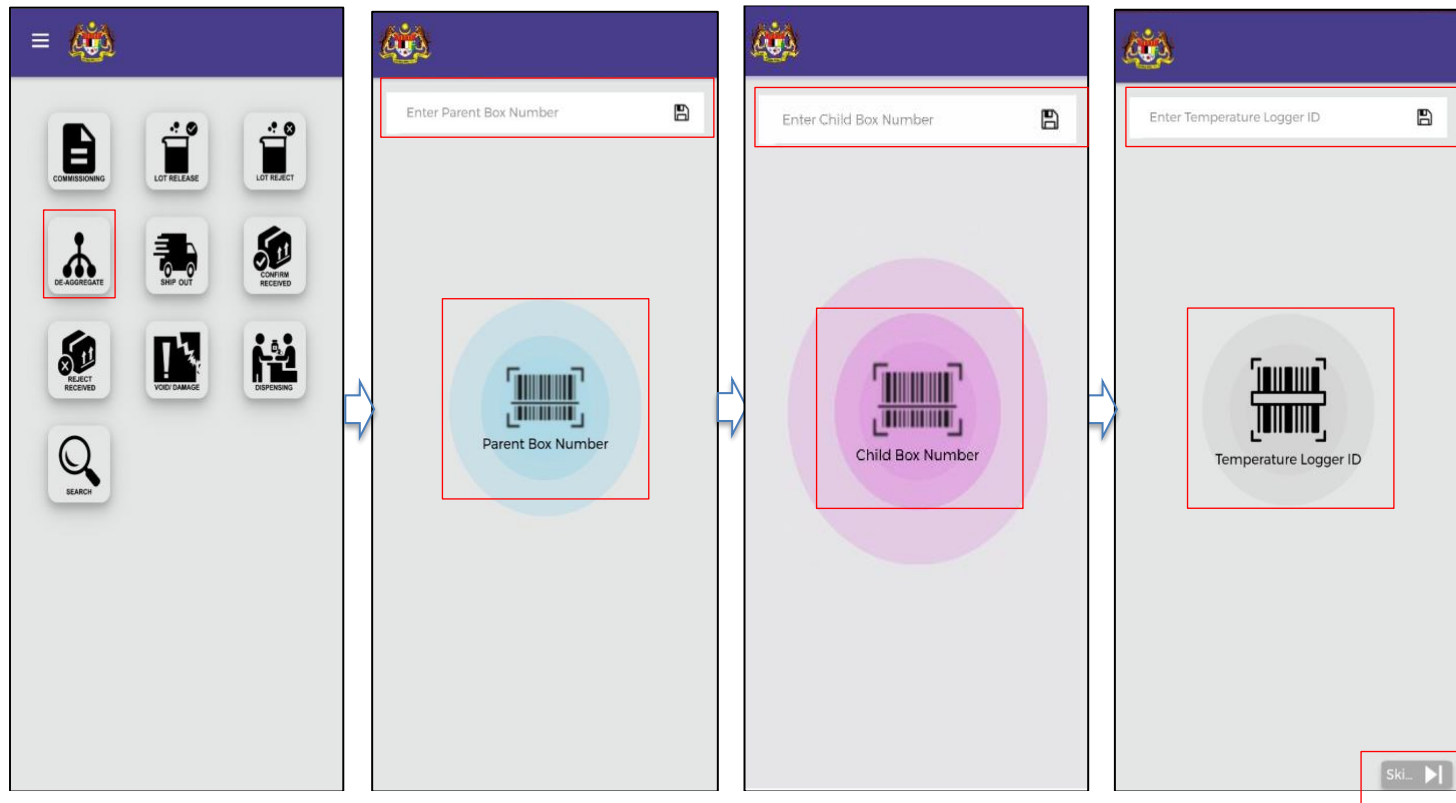 COMMISSIONING
LOT RELEASE
LOT REJECT
DE-AGGREGATE
SHIP OUT
CONFIRM
RECEIVED
REJECT
RECEIVED
VOID/ DAMAGE
DISPENSING
SEARCH
Enter Parent Box Number
Parent Box Number
Enter Child Box Number
Child Box Number
Enter Temperature Logger ID
Temperature Logger ID
Ski...